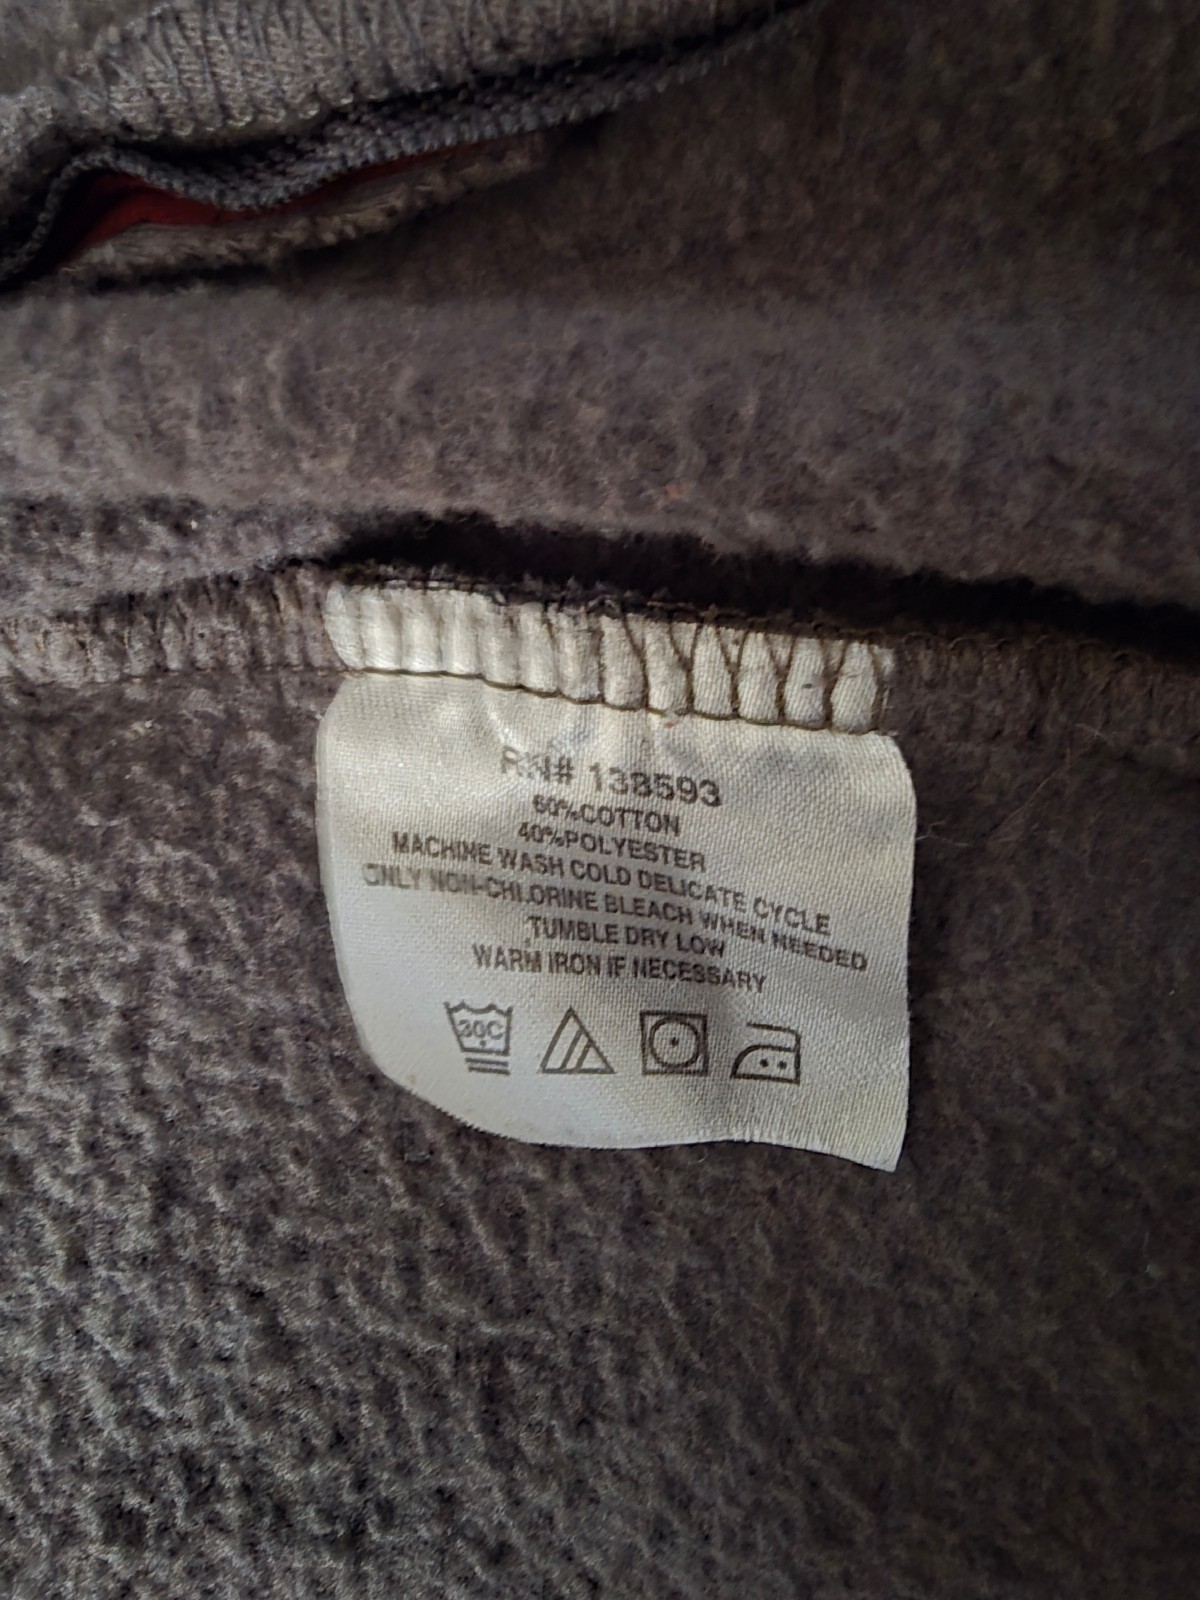 RN# 138593
60%COTTON
40%POLYESTER
MACHINE WASH COLD DELICATE CYCLE
ONLY NON-CHLORINE BLEACH WHEN NEEDED
TUMBLE DRY LOW
WARM IRON IF NECESSARY
30C